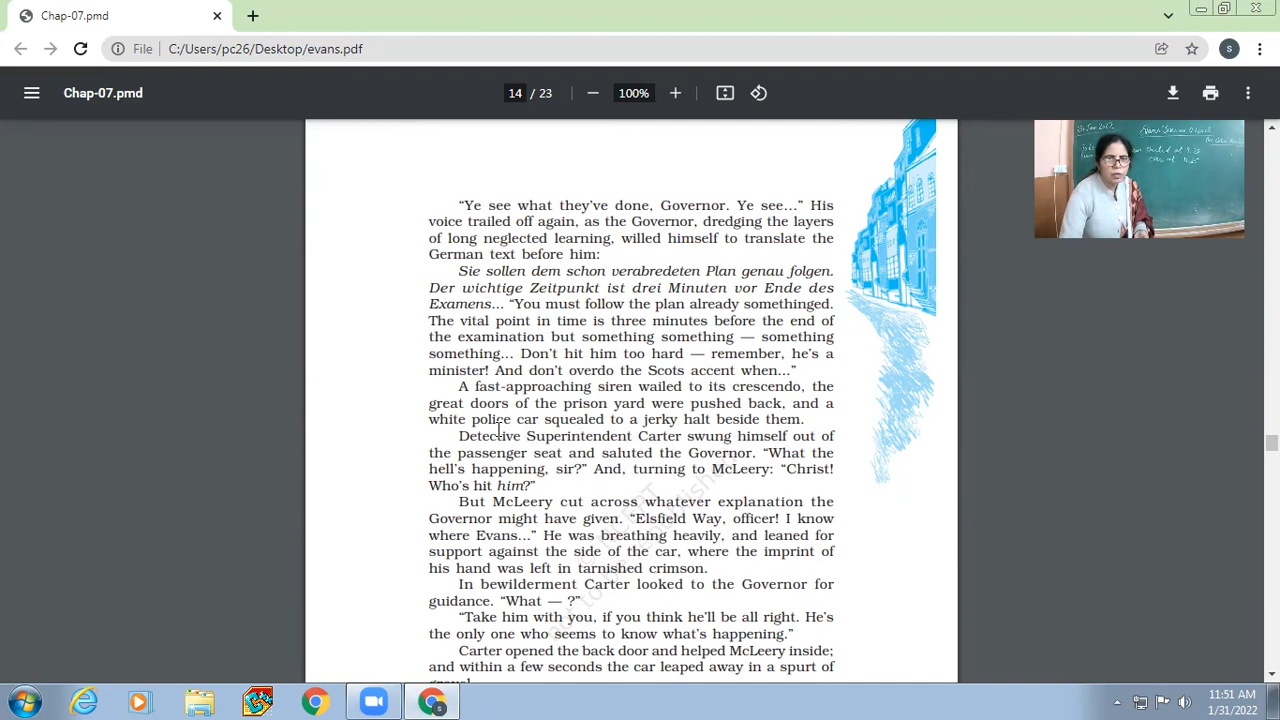 Chap-07.pmd
File
C:/Users/pc26/Desktop/evans.pdf
S
Chap-07.pmd
14 / 23
100%
“Ye see what they’ve done, Governor. Ye see...” His
voice trailed off again, as the Governor, dredging the layers
of long neglected learning, willed himself to translate the
German text before him:
Sie sollen dem schon verabredeten Plan genau folgen.
Der wichtige Zeitpunkt ist drei Minuten vor Ende des
Examens... “You must follow the plan already somethinged.
The vital point in time is three minutes before the end of
the examination but something something — something
something... Don’t hit him too hard — remember, he’s a
minister! And don’t overdo the Scots accent when...”
A fast-approaching siren wailed to its crescendo, the
great doors of the prison yard were pushed back, and a
white police car squealed to a jerky halt beside them.
Detective Superintendent Carter swung himself out of
the passenger seat and saluted the Governor. “What the
hell’s happening, sir?” And, turning to McLeery: “Christ!
Who’s hit him?”
But McLeery cut across whatever explanation the
Governor might have given. “Elsfield Way, officer! I know
where Evans...” He was breathing heavily, and leaned for
support against the side of the car, where the imprint of
his hand was left in tarnished crimson.
In bewilderment Carter looked to the Governor for
guidance. “What — ?”
“Take him with you, if you think he’ll be all right. He’s
the only one who seems to know what’s happening.”
Carter opened the back door and helped McLeery inside;
and within a few seconds the car leaped away in a spurt of
11:51 AM
1/31/2022